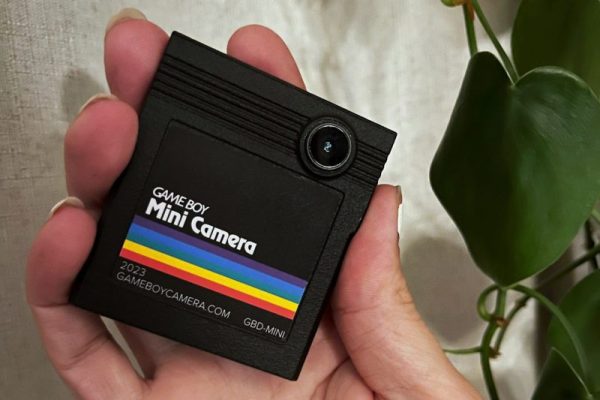 GAME BOY
Mini Camera
2023
GAMEBOYCAMERA.COM
GBD-MINI